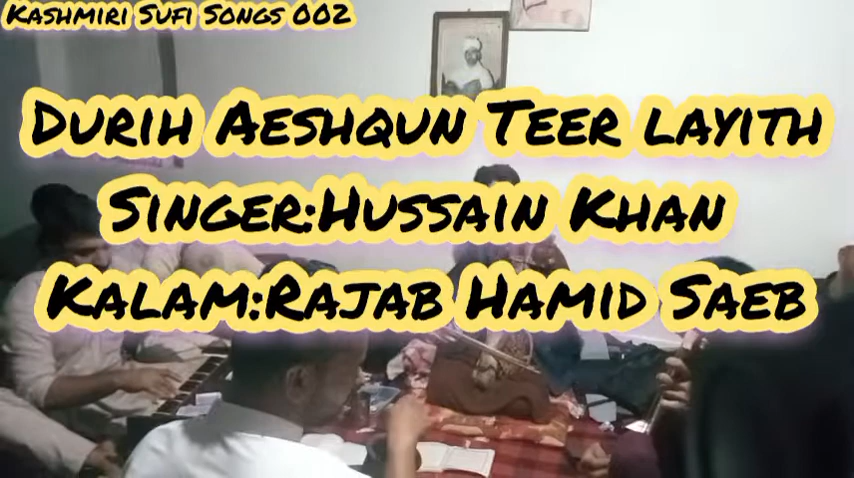 Kashmiri Sufi Songs 002
Durih Aeshqun Teer layith
Singer:Hussain Khan
Kalam:Rajab Hamid Saeb